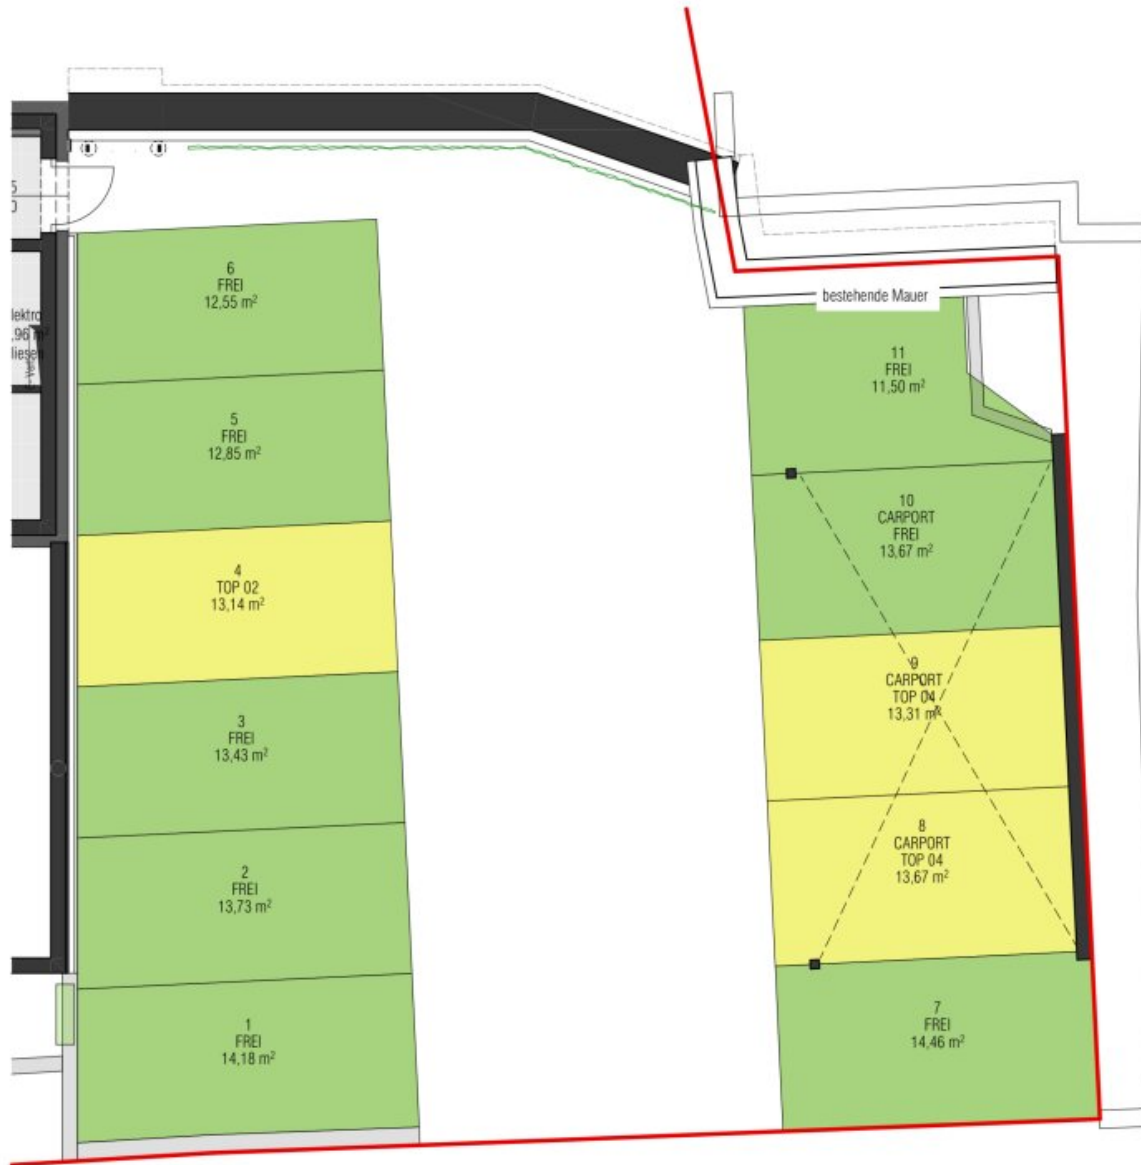 6
FREI
12,55 m²
5
FREI
12,85 m²
4
TOP 02
13,14 m²
3
FREI
13,43 m²
2
FREI
13,73 m²
1
FREI
14,18 m²
bestehende Mauer
11
FREI
11,50 m²
10
CARPORT
FREI
13,67 m²
9
CARPORT
TOP 04
13,31 m²
8
CARPORT
TOP 04
13,67 m²
7
FREI
14,46 m²